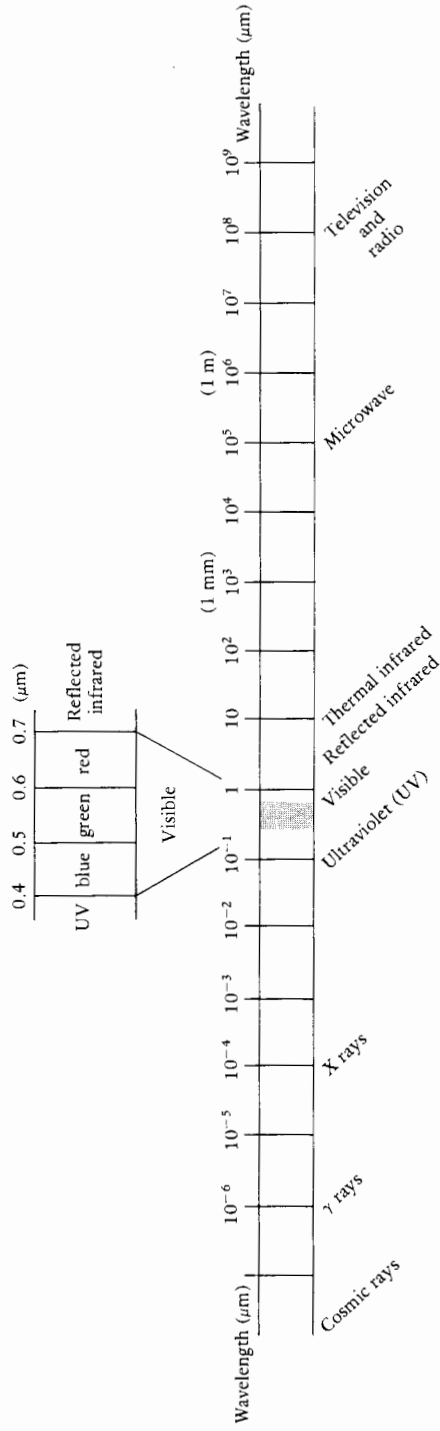 0.4 0.5 0.6 0.7 (μm)
UV blue green red Reflected
infrared
Visible
(1 mm) (1 m)
Wavelength (μm) 10⁻⁶ 10⁻⁵ 10⁻⁴ 10⁻³ 10⁻² 10⁻¹ 1 10 10² 10³ 10⁴ 10⁵ 10⁶ 10⁷ 10⁸ 10⁹ Wavelength (μm)
Cosmic rays
γ rays
X rays
Ultraviolet (UV)
Visible
Reflected infrared
Thermal infrared
Microwave
Television
and
radio